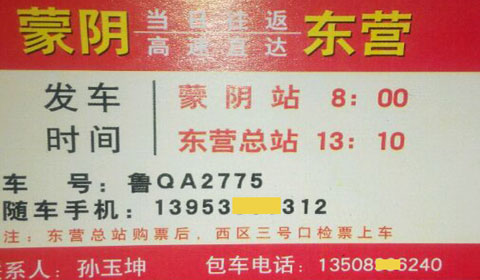 蒙阴 当日往返 东营
高速直达
发车 蒙阴站 8：00
时间 东营总站 13：10
车 号：鲁QA2775
随车手机：13953 312
注：东营总站购票后，西区三号口检票上车
联系人：孙玉坤 包车电话：13508 6240